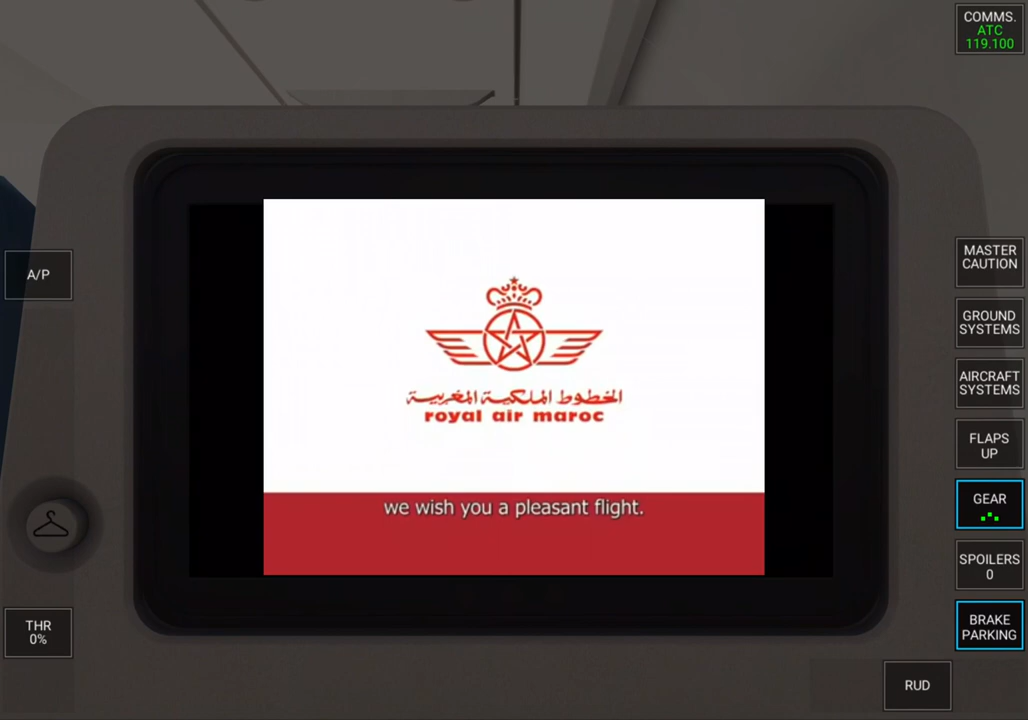 COMMS.
ATC
119.100
A/P
MASTER
CAUTION
GROUND
SYSTEMS
AIRCRAFT
SYSTEMS
الخطوط الملكية المغربية
royal air maroc
FLAPS
UP
we wish you a pleasant flight.
GEAR
SPOILERS
0
THR
0%
BRAKE
PARKING
RUD